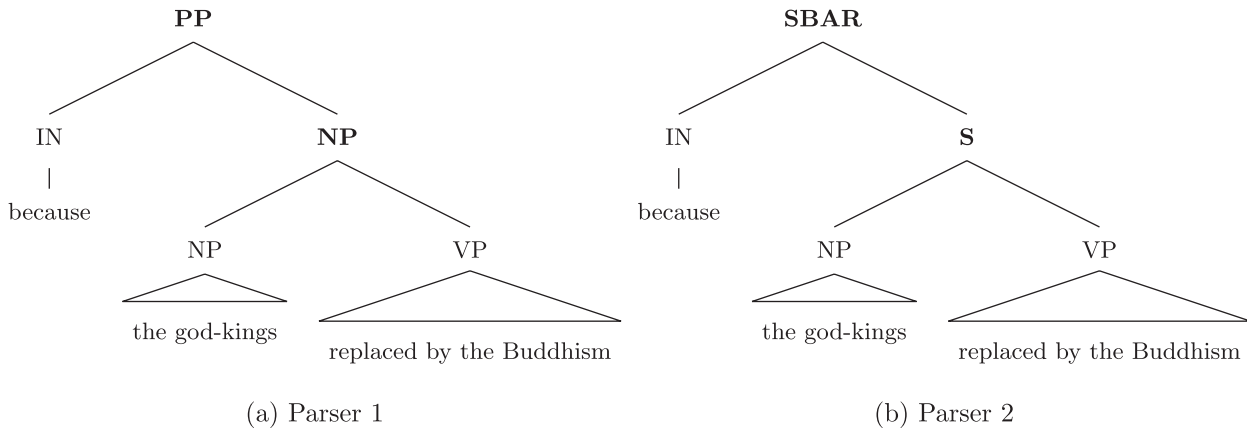 PP
IN
NP
because
NP
VP
the god-kings
replaced by the Buddhism
(a) Parser 1
SBAR
IN
S
because
NP
VP
the god-kings
replaced by the Buddhism
(b) Parser 2